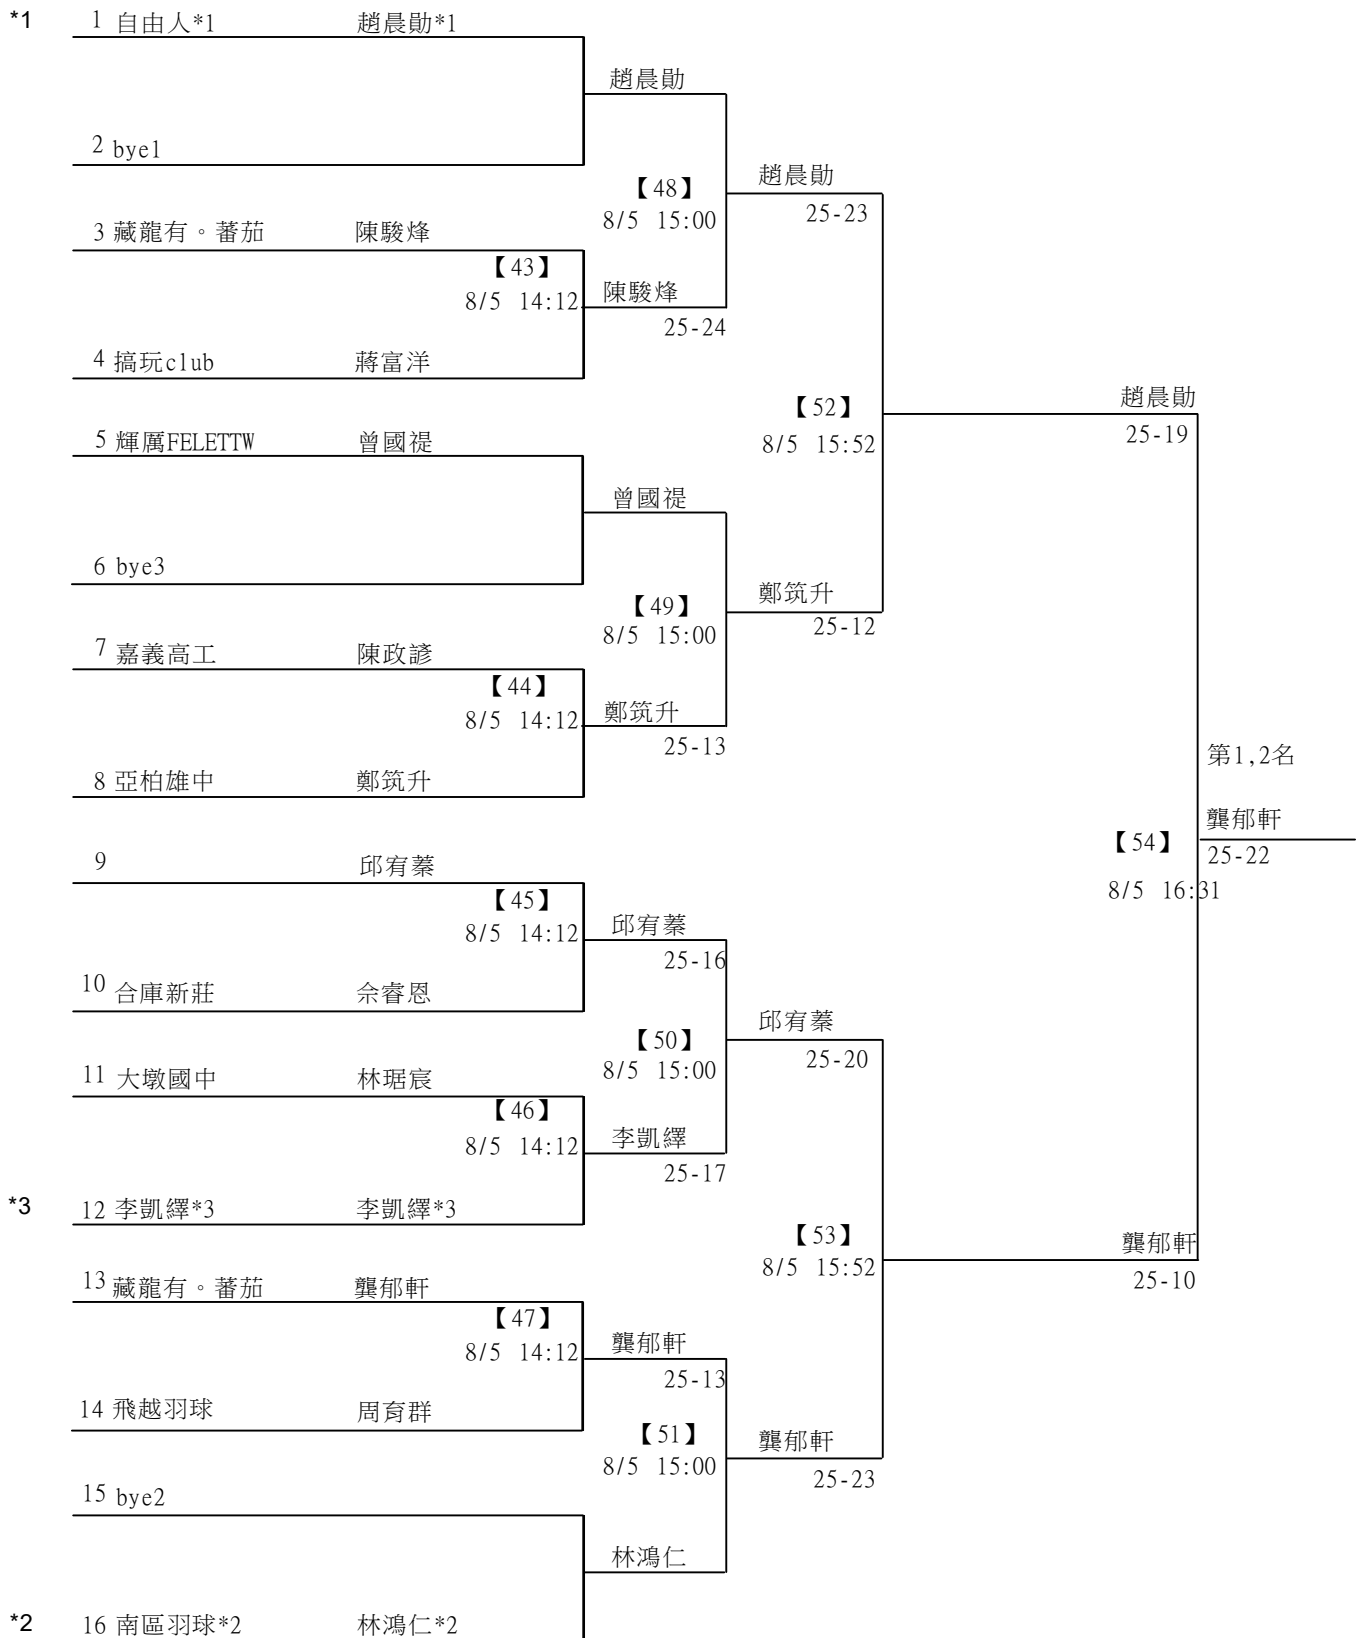 *1 1 自由人*1 趙晨勛*1
趙晨勛
2 bye1
趙晨勛
【48】
25-23
8/5 15:00
3 藏龍有。蕃茄 陳駿烽
【43】
8/5 14:12
陳駿烽
25-24
4 搞玩club 蔣富洋
趙晨勛
【52】
25-19
8/5 15:52
5 輝厲FELETTW 曾國禔
曾國禔
6 bye3
鄭筑升
【49】
25-12
8/5 15:00
7 嘉義高工 陳政諺
【44】
8/5 14:12
鄭筑升
25-13
8 亞柏雄中 鄭筑升
第1,2名
龔郁軒
【54】
25-22
8/5 16:31
9 邱宥蓁
【45】
8/5 14:12
邱宥蓁
25-16
10 合庫新莊 佘睿恩
邱宥蓁
【50】
25-20
8/5 15:00
11 大墩國中 林琚宸
【46】
8/5 14:12
李凱繹
25-17
*3 12 李凱繹*3 李凱繹*3
【53】
8/5 15:52
龔郁軒
25-10
13 藏龍有。蕃茄 龔郁軒
【47】
8/5 14:12
龔郁軒
25-13
14 飛越羽球 周育群
【51】
8/5 15:00
龔郁軒
25-23
15 bye2
林鴻仁
*2 16 南區羽球*2 林鴻仁*2